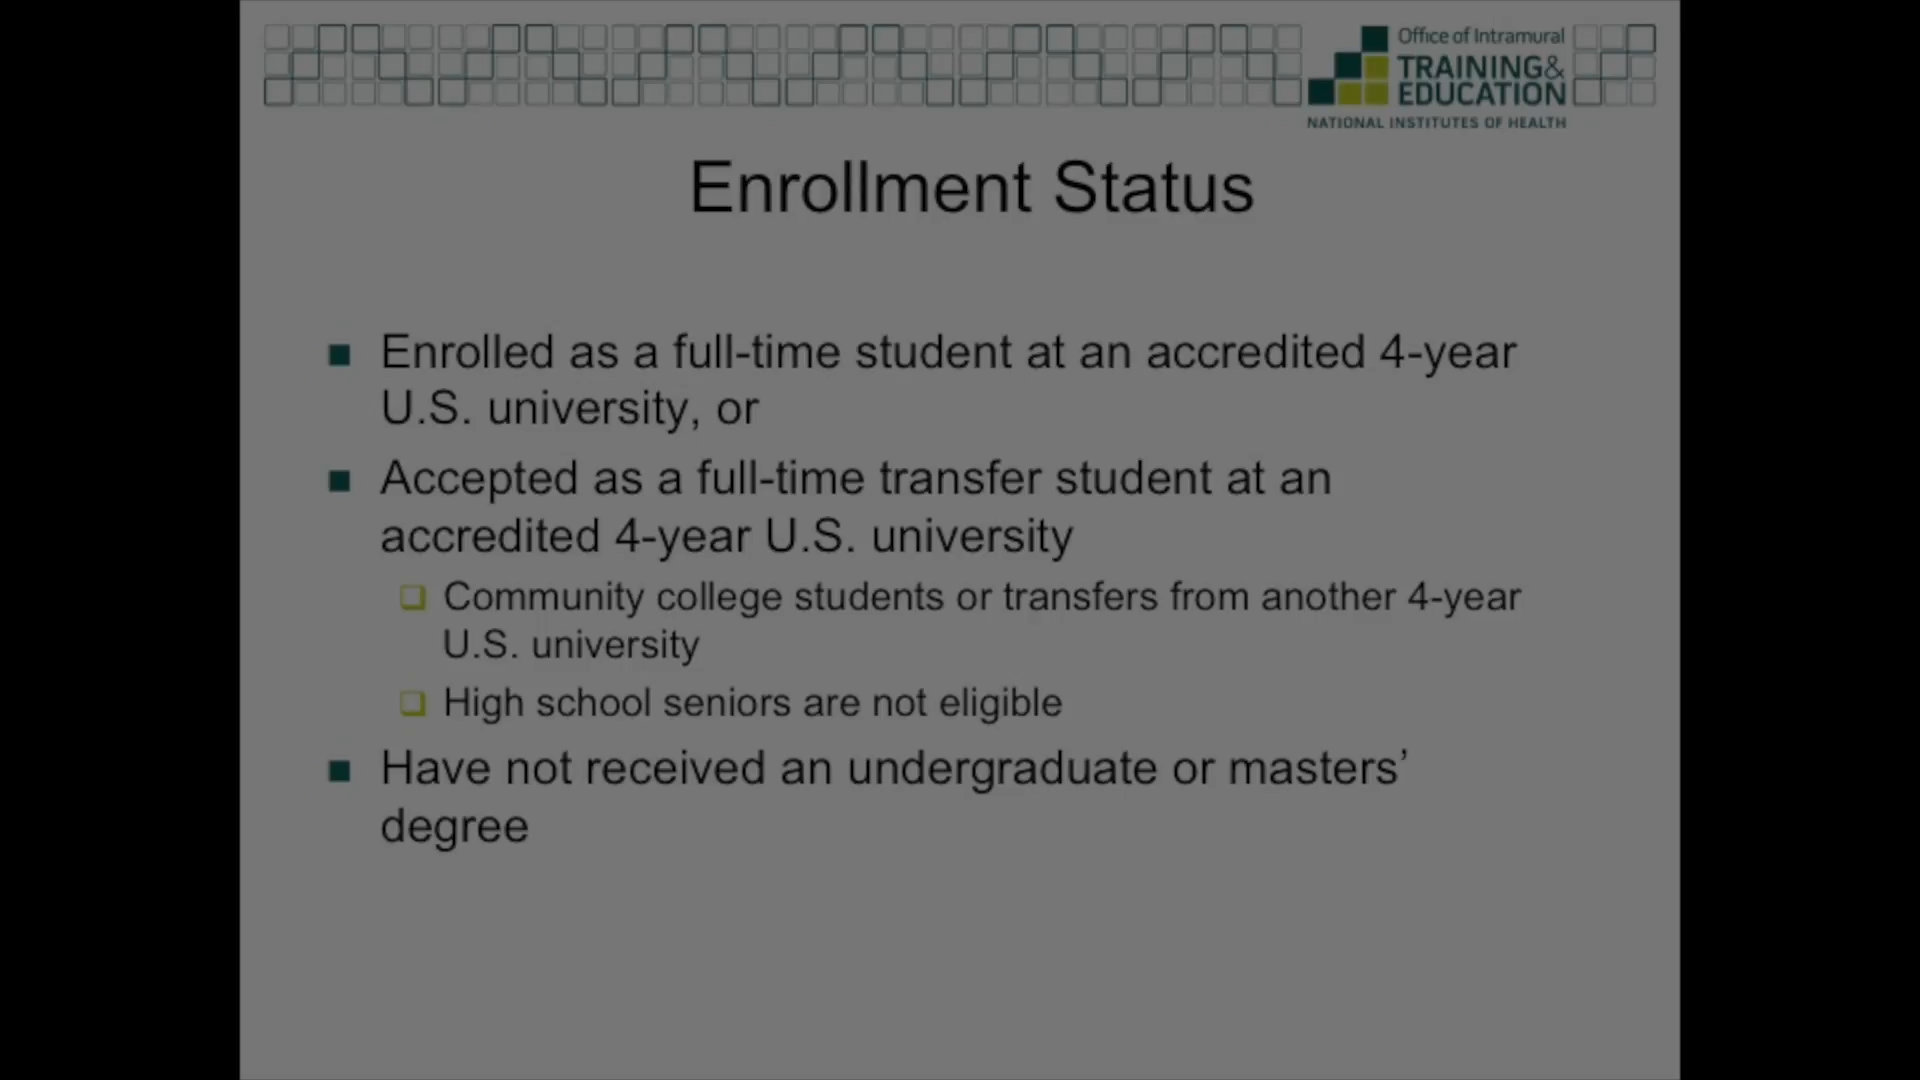 Office of Intramural
TRAINING&
EDUCATION
NATIONAL INSTITUTES OF HEALTH
Enrollment Status
Enrolled as a full-time student at an accredited 4-year
U.S. university, or
Accepted as a full-time transfer student at an
accredited 4-year U.S. university
Community college students or transfers from another 4-year
U.S. university
High school seniors are not eligible
Have not received an undergraduate or masters’
degree